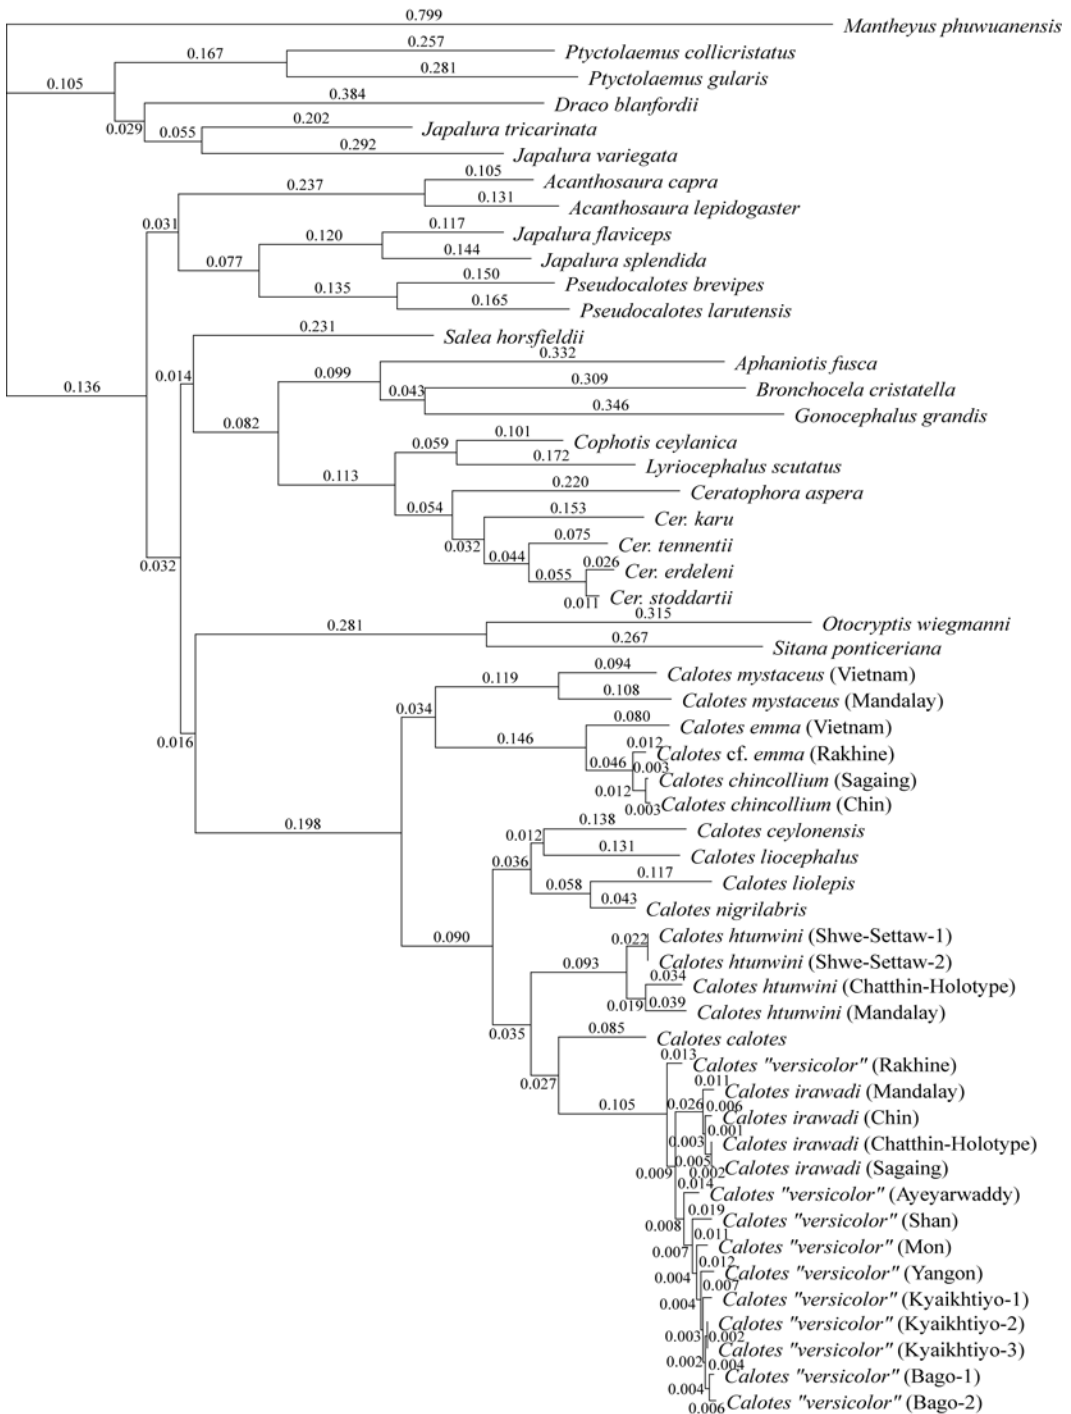 0.799
Mantheyus phuwuanensis
0.257
0.167
Ptyctolaemus collicristatus
0.281
0.105
Ptyctolaemus gularis
0.384
Draco blanfordii
0.029
0.202
0.055
Japalura tricarinata
0.292
Japalura variegata
0.105
Acanthosaura capra
0.237
0.131
Acanthosaura lepidogaster
0.031
0.117
Japalura flaviceps
0.120
0.144
0.077
Japalura splendida
0.150
Pseudocalotes brevipes
0.135
0.165
Pseudocalotes larutensis
0.231
Salea horsfieldii
0.332
Aphaniotis fusca
0.014
0.099
0.309
0.136
0.043
Bronchocela cristatella
0.346
Gonocephalus grandis
0.082
0.101
0.059
Cophotis ceylanica
0.172
Lyriocephalus scutatus
0.113
0.220
Ceratophora aspera
0.054
0.153
Cer. karu
0.032
0.075
Cer. tennentii
0.044
0.026
0.032
0.055
Cer. erdeleni
0.011
Cer. stoddartii
0.315
0.281
Otocryptis wiegmanni
0.267
Sitana ponticeriana
0.094
Calotes mystaceus (Vietnam)
0.119
0.108
Calotes mystaceus (Mandalay)
0.034
0.080
Calotes emma (Vietnam)
0.016
0.146
0.012
Calotes cf. emma (Rakhine)
0.046
0.003
Calotes chincollium (Sagaing)
0.012
Calotes chincollium (Chin)
0.003
0.198
0.138
Calotes ceylonensis
0.012
0.131
Calotes liocephalus
0.036
0.117
0.058
Calotes liolepis
0.043
Calotes nigrilabris
0.090
0.022
Calotes htunwini (Shwe-Settaw-1)
0.093
Calotes htunwini (Shwe-Settaw-2)
0.034
Calotes htunwini (Chatthin-Holotype)
0.019
0.039
Calotes htunwini (Mandalay)
0.035
0.085
Calotes calotes
0.013
Calotes "versicolor" (Rakhine)
0.027
0.011
Calotes irawadi (Mandalay)
0.105
0.026
0.006
Calotes irawadi (Chin)
0.001
0.003
Calotes irawadi (Chatthin-Holotype)
0.005
0.009
0.002
Calotes irawadi (Sagaing)
0.014
Calotes "versicolor" (Ayeyarwaddy)
0.019
0.008
Calotes "versicolor" (Shan)
0.011
0.007
Calotes "versicolor" (Mon)
0.012
0.004
Calotes "versicolor" (Yangon)
0.007
0.004
Calotes "versicolor" (Kyaikhtiyo-1)
Calotes "versicolor" (Kyaikhtiyo-2)
0.003
0.002
Calotes "versicolor" (Kyaikhtiyo-3)
0.002
0.004
Calotes "versicolor" (Bago-1)
0.004
0.006
Calotes "versicolor" (Bago-2)